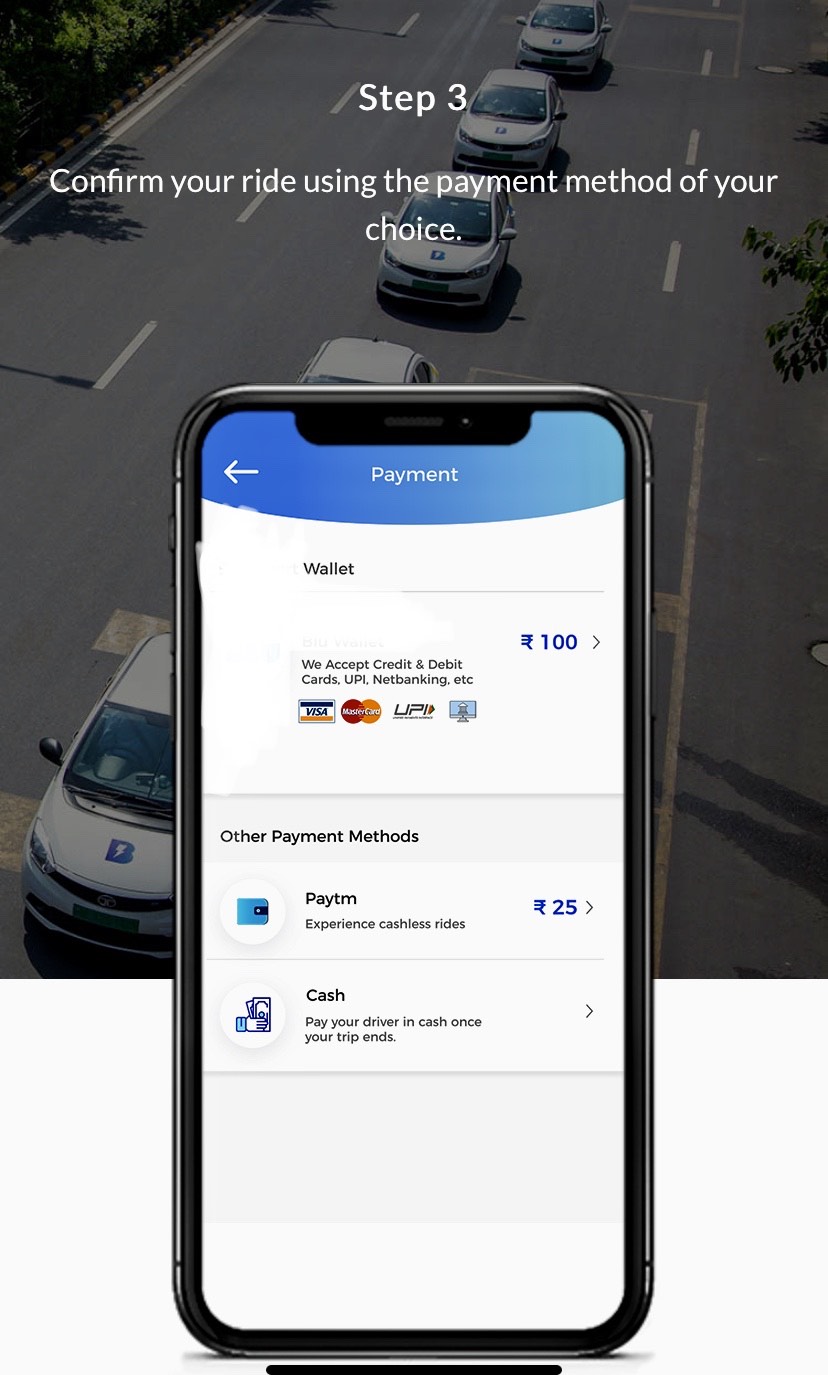 Step 3
Confirm your ride using the payment method of your
choice.
Payment
Wallet
₹ 100
We Accept Credit & Debit
Cards, UPI, Netbanking, etc
VISA
MasterCard
UPI
Other Payment Methods
Paytm
₹ 25
Experience cashless rides
Cash
Pay your driver in cash once
your trip ends.